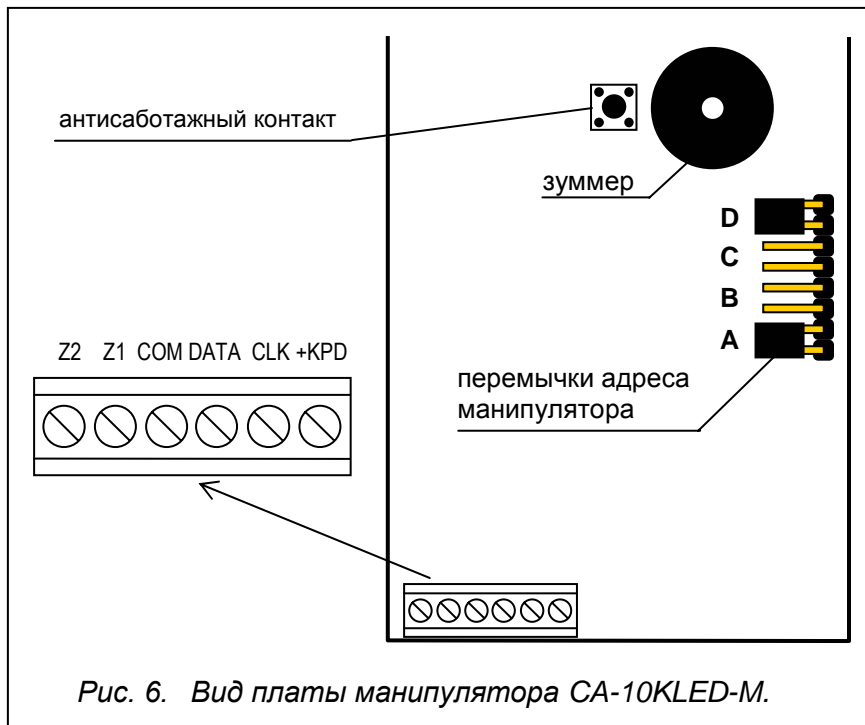 антисаботажный контакт
зуммер
D
C
B
A
Z2 Z1 COM DATA CLK +KPD
перемычки адреса
манипулятора
Рис. 6. Вид платы манипулятора CA-10KLED-M.